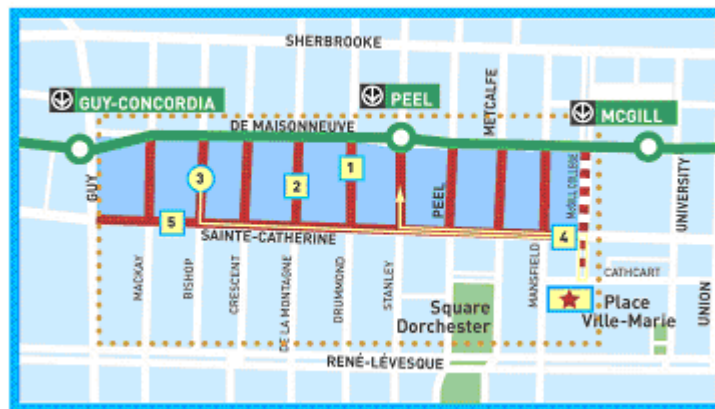 SHERBROOKE
GUY-CONCORDIA
PEEL
METCALFE
MCGILL
DE MAISONNEUVE
1
2
3
GUY
PEEL
McGILL COLLEGE
UNIVERSITY
5
SAINTE-CATHERINE
4
MACKAY
BISHOP
CRESCENT
DE LA MONTAGNE
DRUMMOND
STANLEY
MANSFIELD
CATHCART
Square
Dorchester
Place
Ville-Marie
UNION
RENÉ-LÉVESQUE